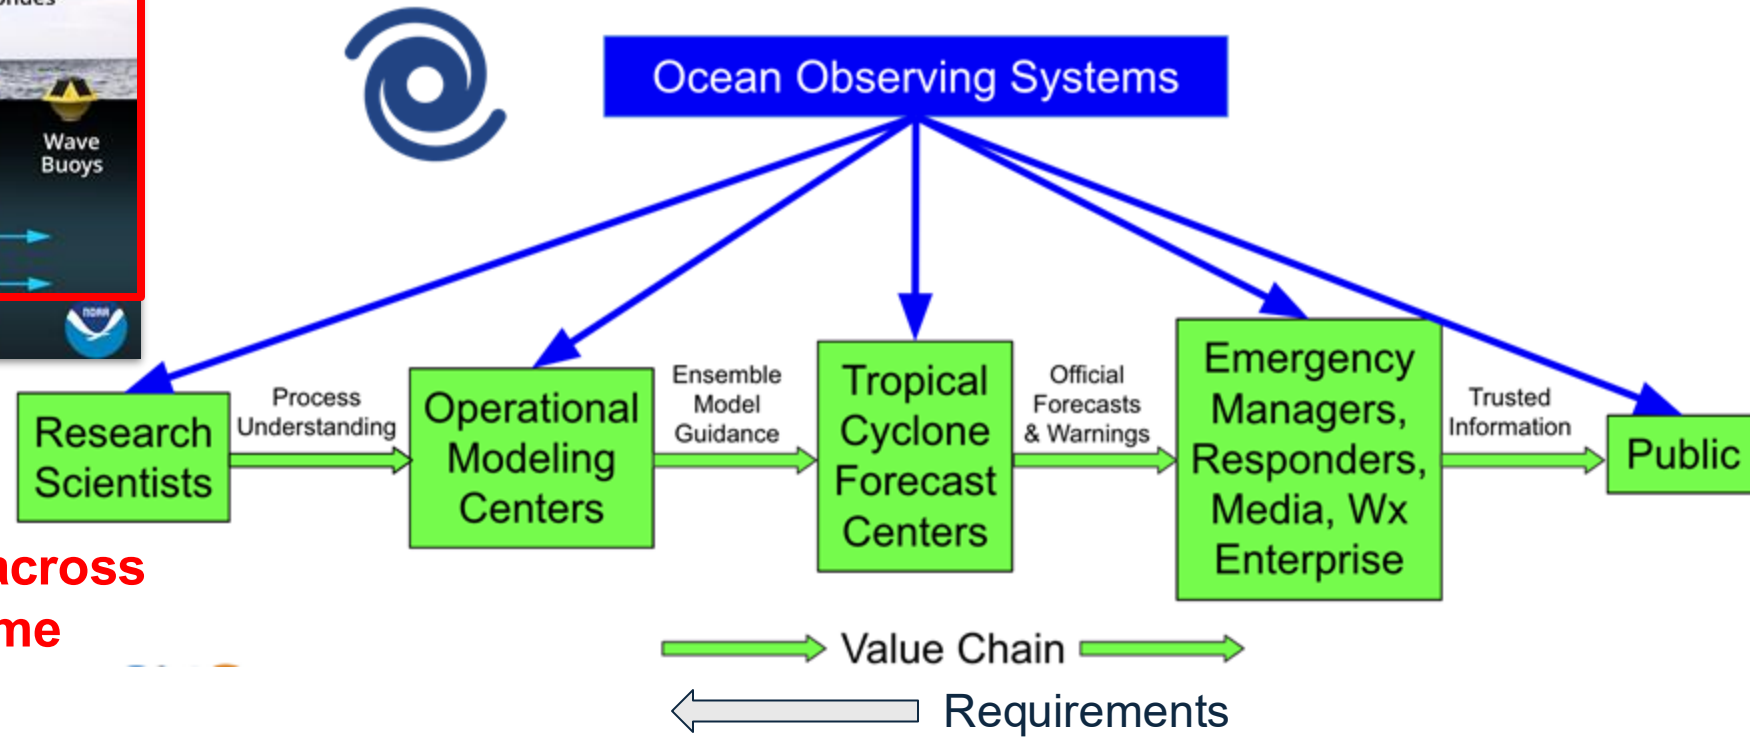 Ocean Observing Systems
Wave
Buoys
NOAA
Research
Scientists
Process
Understanding
Operational
Modeling
Centers
Ensemble
Model
Guidance
Tropical
Cyclone
Forecast
Centers
Official
Forecasts
& Warnings
Emergency
Managers,
Responders,
Media, Wx
Enterprise
Trusted
Information
Public
across
Value Chain
Requirements